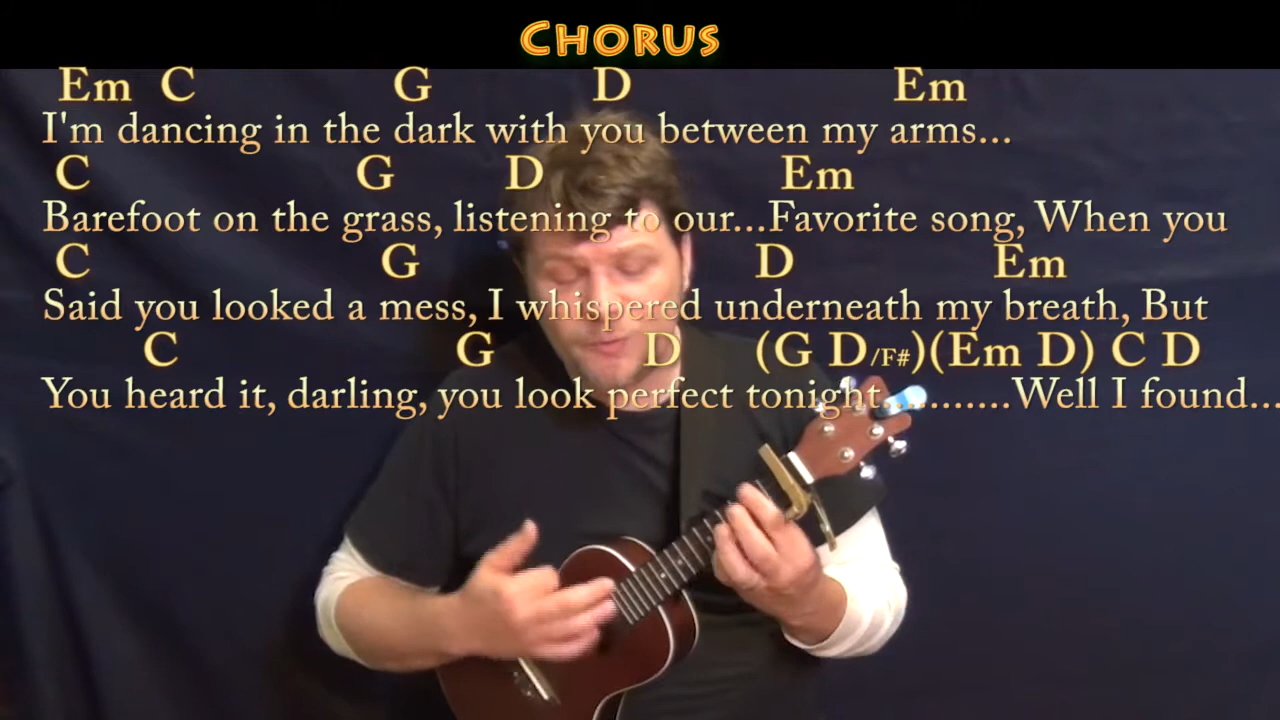 CHORUS
Em C G D Em
I'm dancing in the dark with you between my arms...
C G D Em
Barefoot on the grass, listening to our...Favorite song, When you
C G D Em
Said you looked a mess, I whispered underneath my breath, But
C G D (G D/F#)(Em D) C D
You heard it, darling, you look perfect tonight...........Well I found...